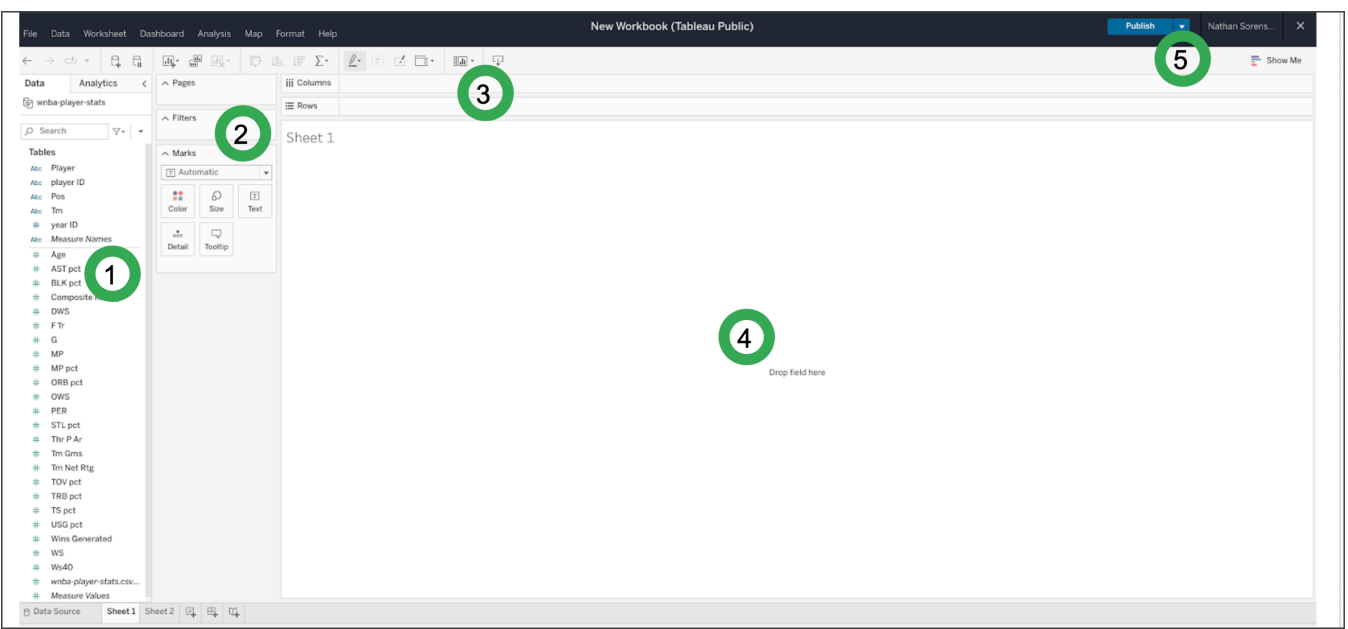 New Workbook (Tableau Public)
Publish
Nathan Sorens...
File Data Worksheet Dashboard Analysis Map Format Help
5
Show Me
Data Analytics
Pages
Columns
3
wnba-player-stats
Rows
Filters
2
Search
Sheet 1
Tables
Marks
Abc Player
Automatic
Abc player ID
Abc Pos
Abc Tm
Color Size Text
# year ID
Abc Measure Names
Detail Tooltip
# Age
# AST pct
1
# BLK pct
# Composite
# DWS
# F Tr
# G
4
# MP
# MP pct
Drop field here
# ORB pct
# OWS
# PER
# STL pct
# Thr P Ar
# Tm Gms
# Tm Net Rtg
# TOV pct
# TRB pct
# TS pct
# USG pct
# Wins Generated
# WS
# Ws40
# wnba-player-stats.csv...
# Measure Values
Data Source Sheet 1 Sheet 2